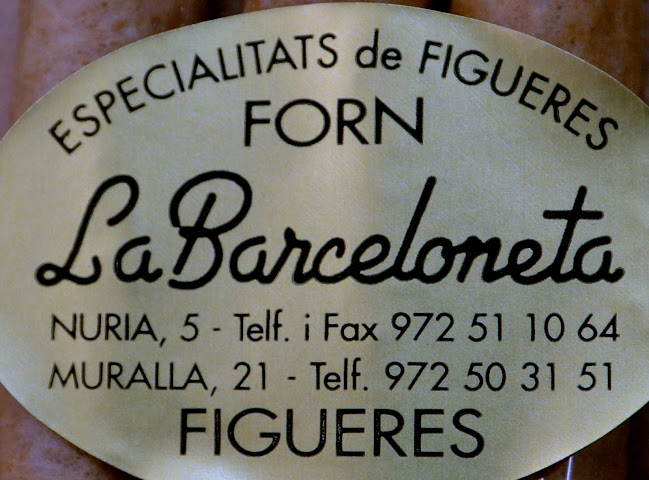 ESPECIALITATS de FIGUERES
FORN
La Barceloneta
NURIA, 5 - Telf. i Fax 972 51 10 64
MURALLA, 21 - Telf. 972 50 31 51
FIGUERES